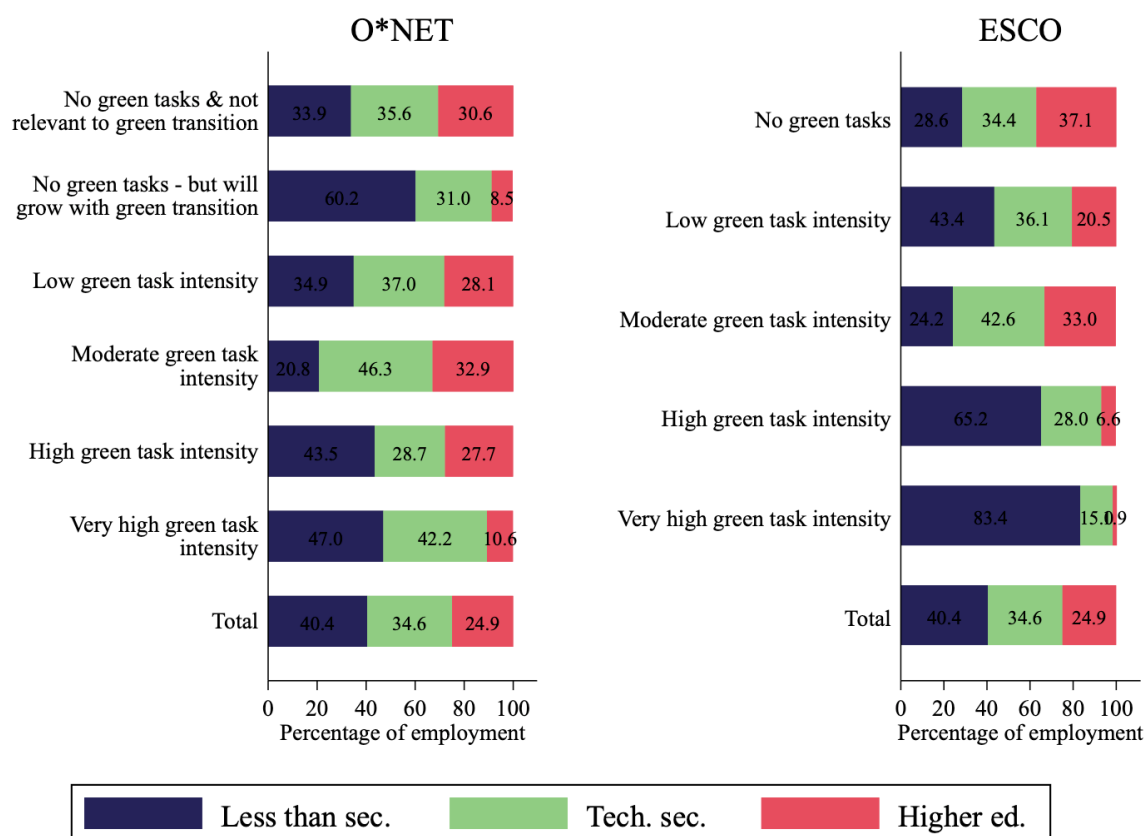 O*NET
No green tasks & not
relevant to green transition
33.9 35.6 30.6
No green tasks - but will
grow with green transition
60.2 31.0 8.5
Low green task intensity
34.9 37.0 28.1
Moderate green task
intensity
20.8 46.3 32.9
High green task intensity
43.5 28.7 27.7
Very high green task
intensity
47.0 42.2 10.6
Total
40.4 34.6 24.9
0 20 40 60 80 100
Percentage of employment
ESCO
No green tasks
28.6 34.4 37.1
Low green task intensity
43.4 36.1 20.5
Moderate green task intensity
24.2 42.6 33.0
High green task intensity
65.2 28.0 6.6
Very high green task intensity
83.4
Total
40.4 34.6 24.9
0 20 40 60 80 100
Percentage of employment
Less than sec. Tech. sec. Higher ed.